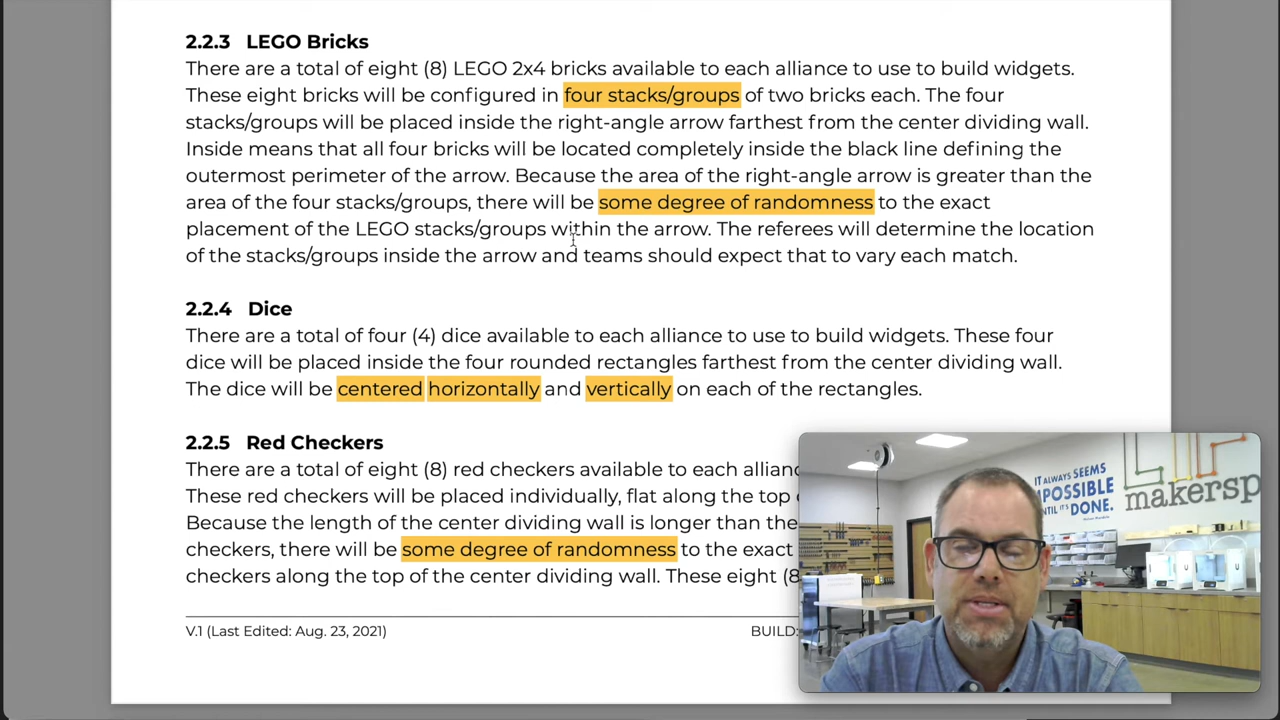 2.2.3 LEGO Bricks
There are a total of eight (8) LEGO 2x4 bricks available to each alliance to use to build widgets.
These eight bricks will be configured in four stacks/groups of two bricks each. The four
stacks/groups will be placed inside the right-angle arrow farthest from the center dividing wall.
Inside means that all four bricks will be located completely inside the black line defining the
outermost perimeter of the arrow. Because the area of the right-angle arrow is greater than the
area of the four stacks/groups, there will be some degree of randomness to the exact
placement of the LEGO stacks/groups within the arrow. The referees will determine the location
of the stacks/groups inside the arrow and teams should expect that to vary each match.
2.2.4 Dice
There are a total of four (4) dice available to each alliance to use to build widgets. These four
dice will be placed inside the four rounded rectangles farthest from the center dividing wall.
The dice will be centered horizontally and vertically on each of the rectangles.
2.2.5 Red Checkers
There are a total of eight (8) red checkers available to each
These red checkers will be placed individually, flat along the top
Because the length of the center dividing wall is longer than the
checkers, there will be some degree of randomness to the exact
checkers along the top of the center dividing wall. These eight
V.1 (Last Edited: Aug. 23, 2021) BUILD:
IT ALWAYS SEEMS
MPOSSIBLE
UNTIL IT'S DONE.
makersp